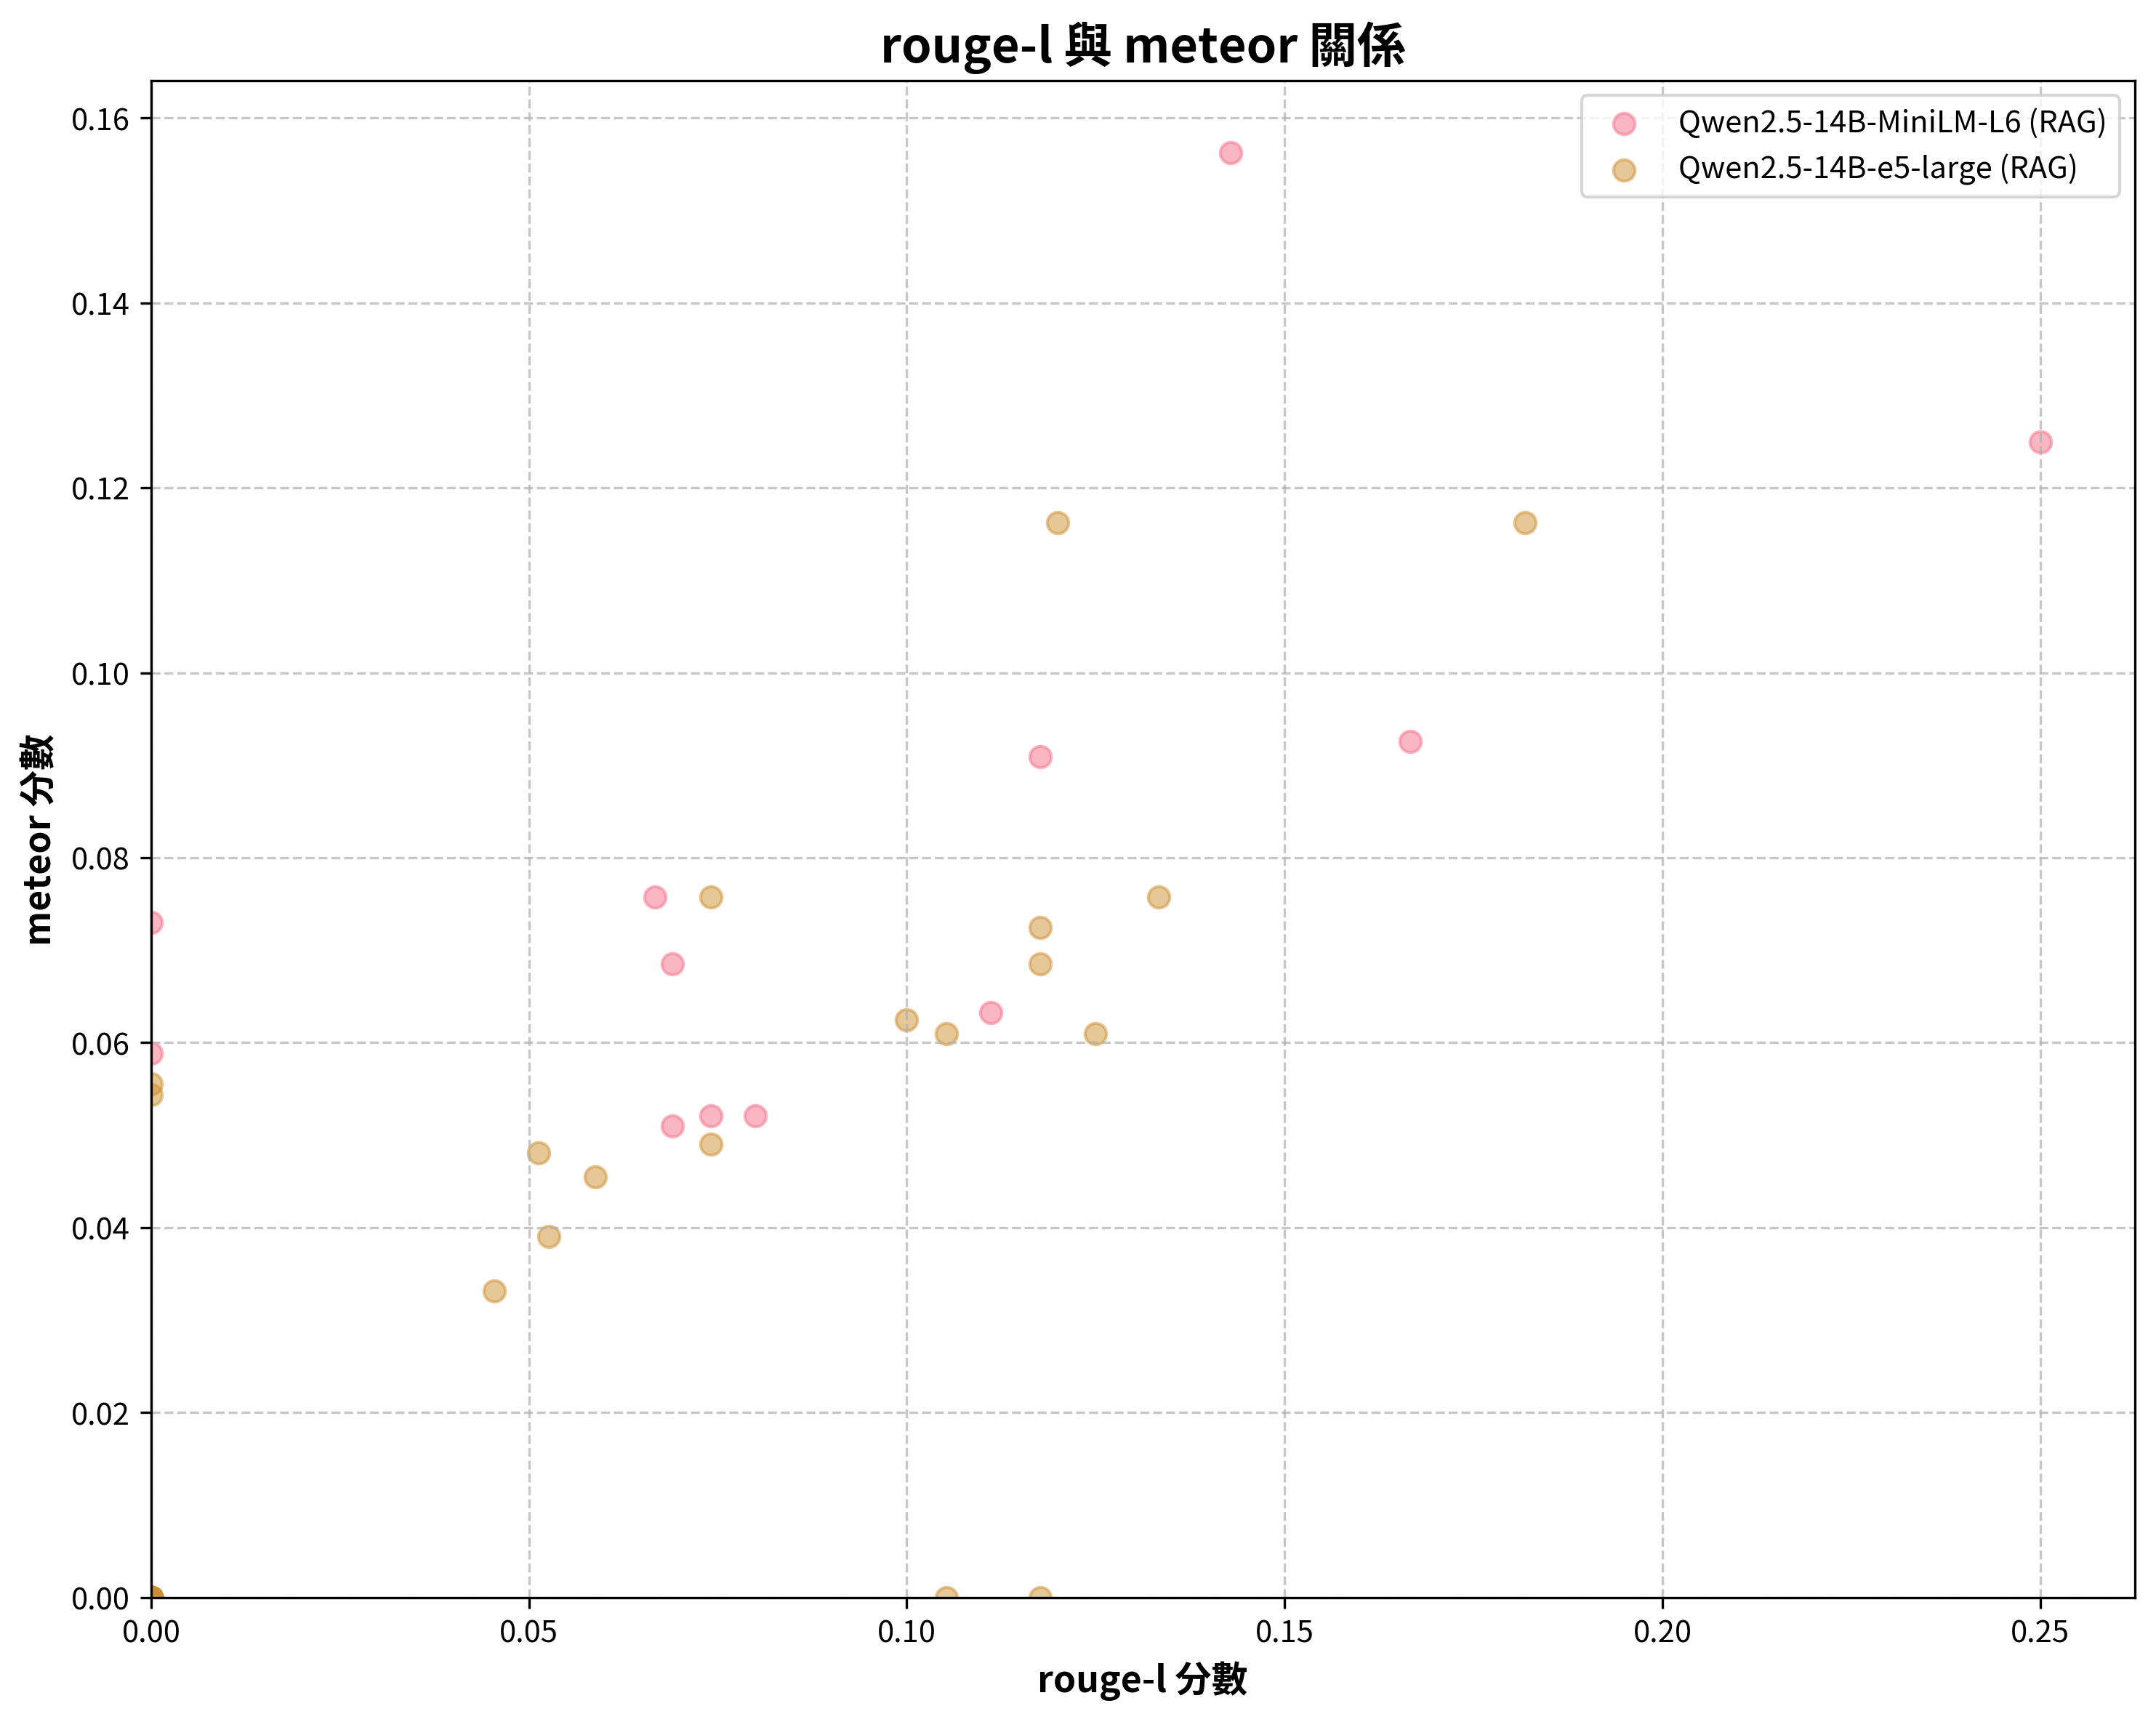 rouge-l 與 meteor 關係
Qwen2.5-14B-MiniLM-L6 (RAG)
Qwen2.5-14B-e5-large (RAG)
meteor 分數
0.16
0.14
0.12
0.10
0.08
0.06
0.04
0.02
0.00
0.00 0.05 0.10 0.15 0.20 0.25
rouge-l 分數